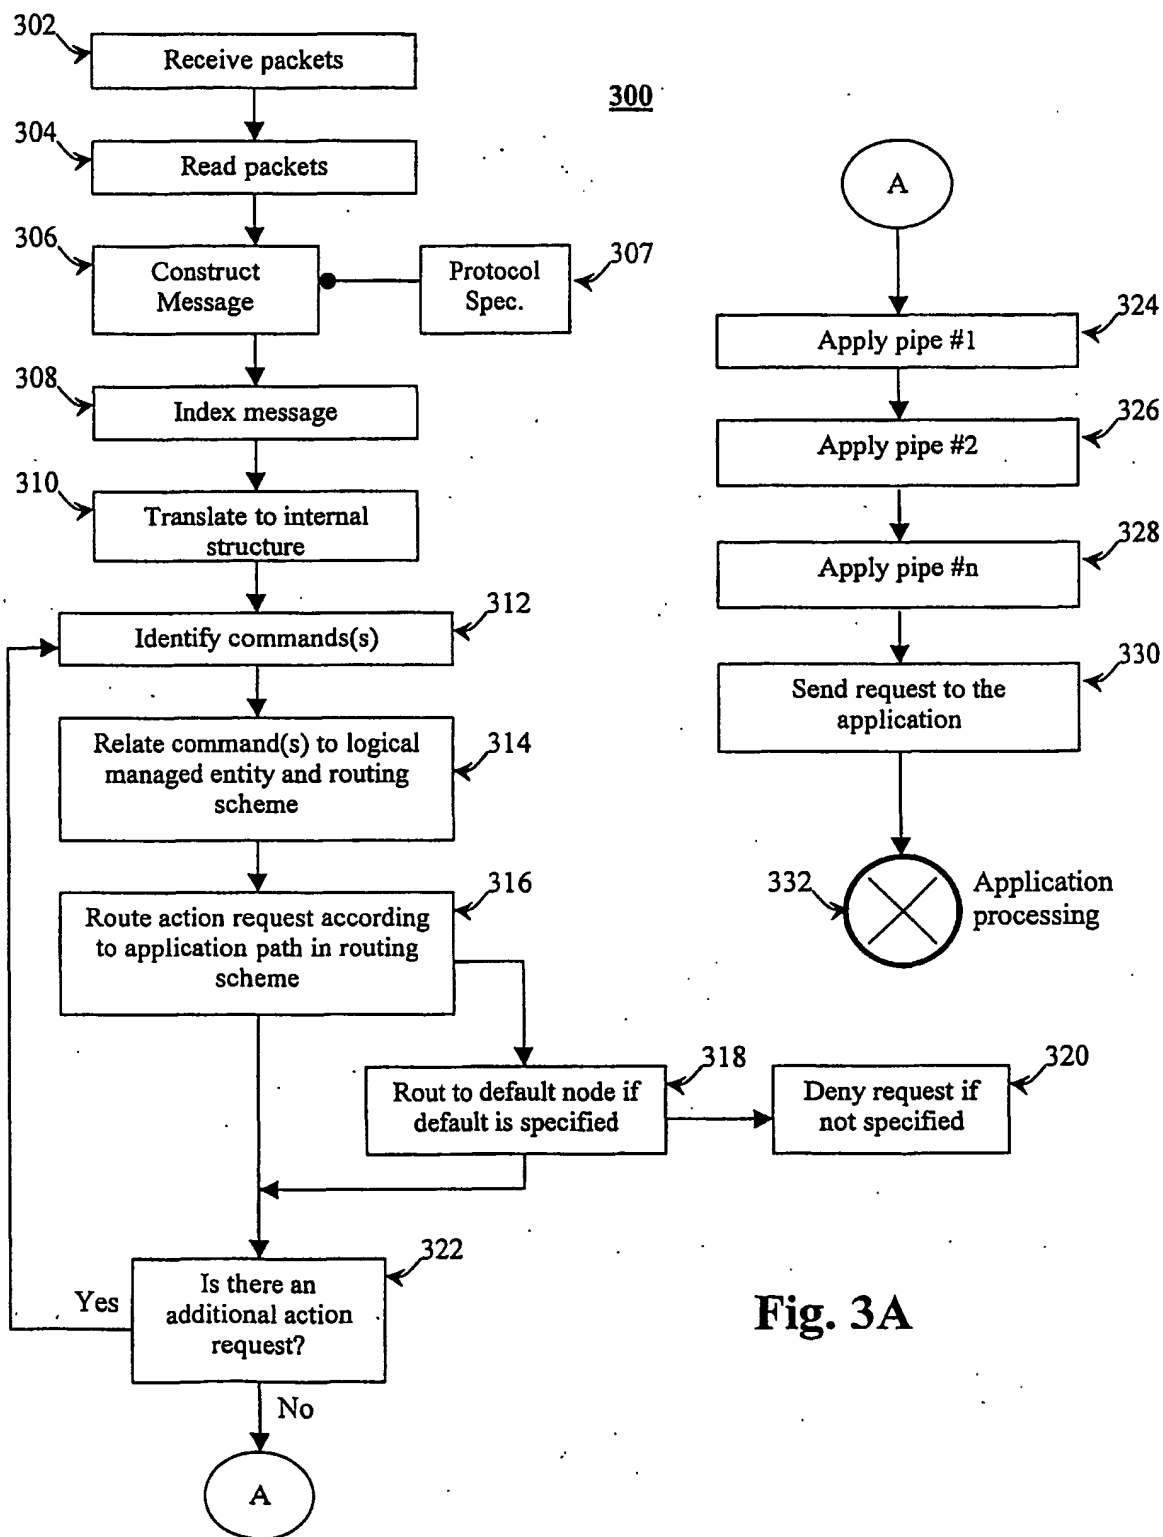 302
Receive packets
300
304
Read packets
A
306
Construct
Message
Protocol
Spec.
307
324
Apply pipe #1
308
Index message
326
Apply pipe #2
310
Translate to internal
structure
328
Apply pipe #n
312
Identify commands(s)
330
Send request to the
application
314
Relate command(s) to logical
managed entity and routing
scheme
316
Route action request according
to application path in routing
scheme
332
Application
processing
318
Rout to default node if
default is specified
320
Deny request if
not specified
322
Is there an
additional action
request?
Yes
No
A
Fig. 3A